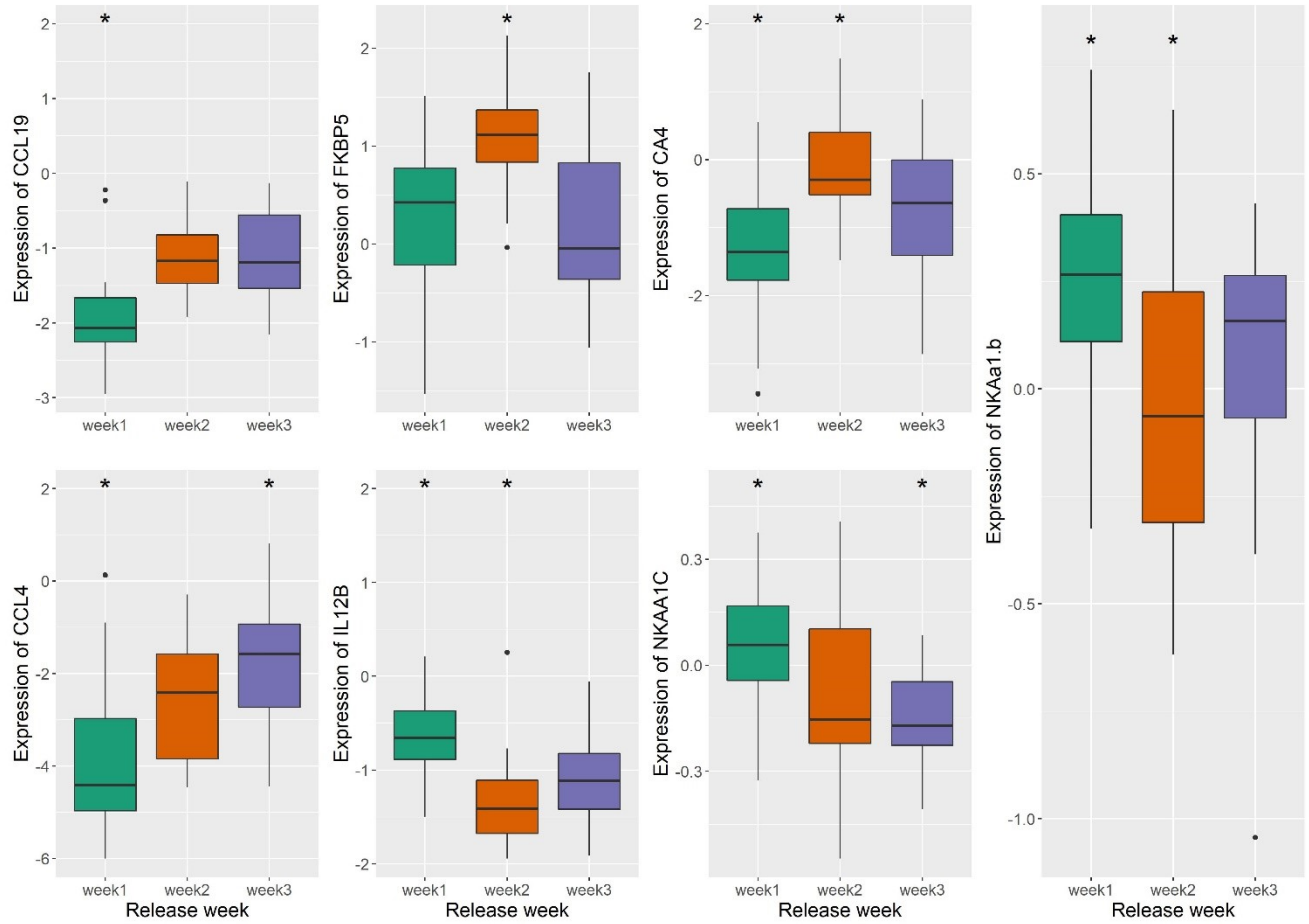 Expression of CCL19
2
1
0
-1
-2
-3
*
week1 week2 week3
Expression of FKBP5
2
1
0
-1
*
week1 week2 week3
Expression of CA4
2
0
-2
* *
week1 week2 week3
Expression of NKAa1.b
0.5
0.0
-0.5
-1.0
* *
week1 week2 week3
Release week
Expression of CCL4
2
0
-2
-4
-6
* *
week1 week2 week3
Release week
Expression of IL12B
2
1
0
-1
-2
* *
week1 week2 week3
Release week
Expression of NKAA1C
0.3
0.0
-0.3
* *
week1 week2 week3
Release week